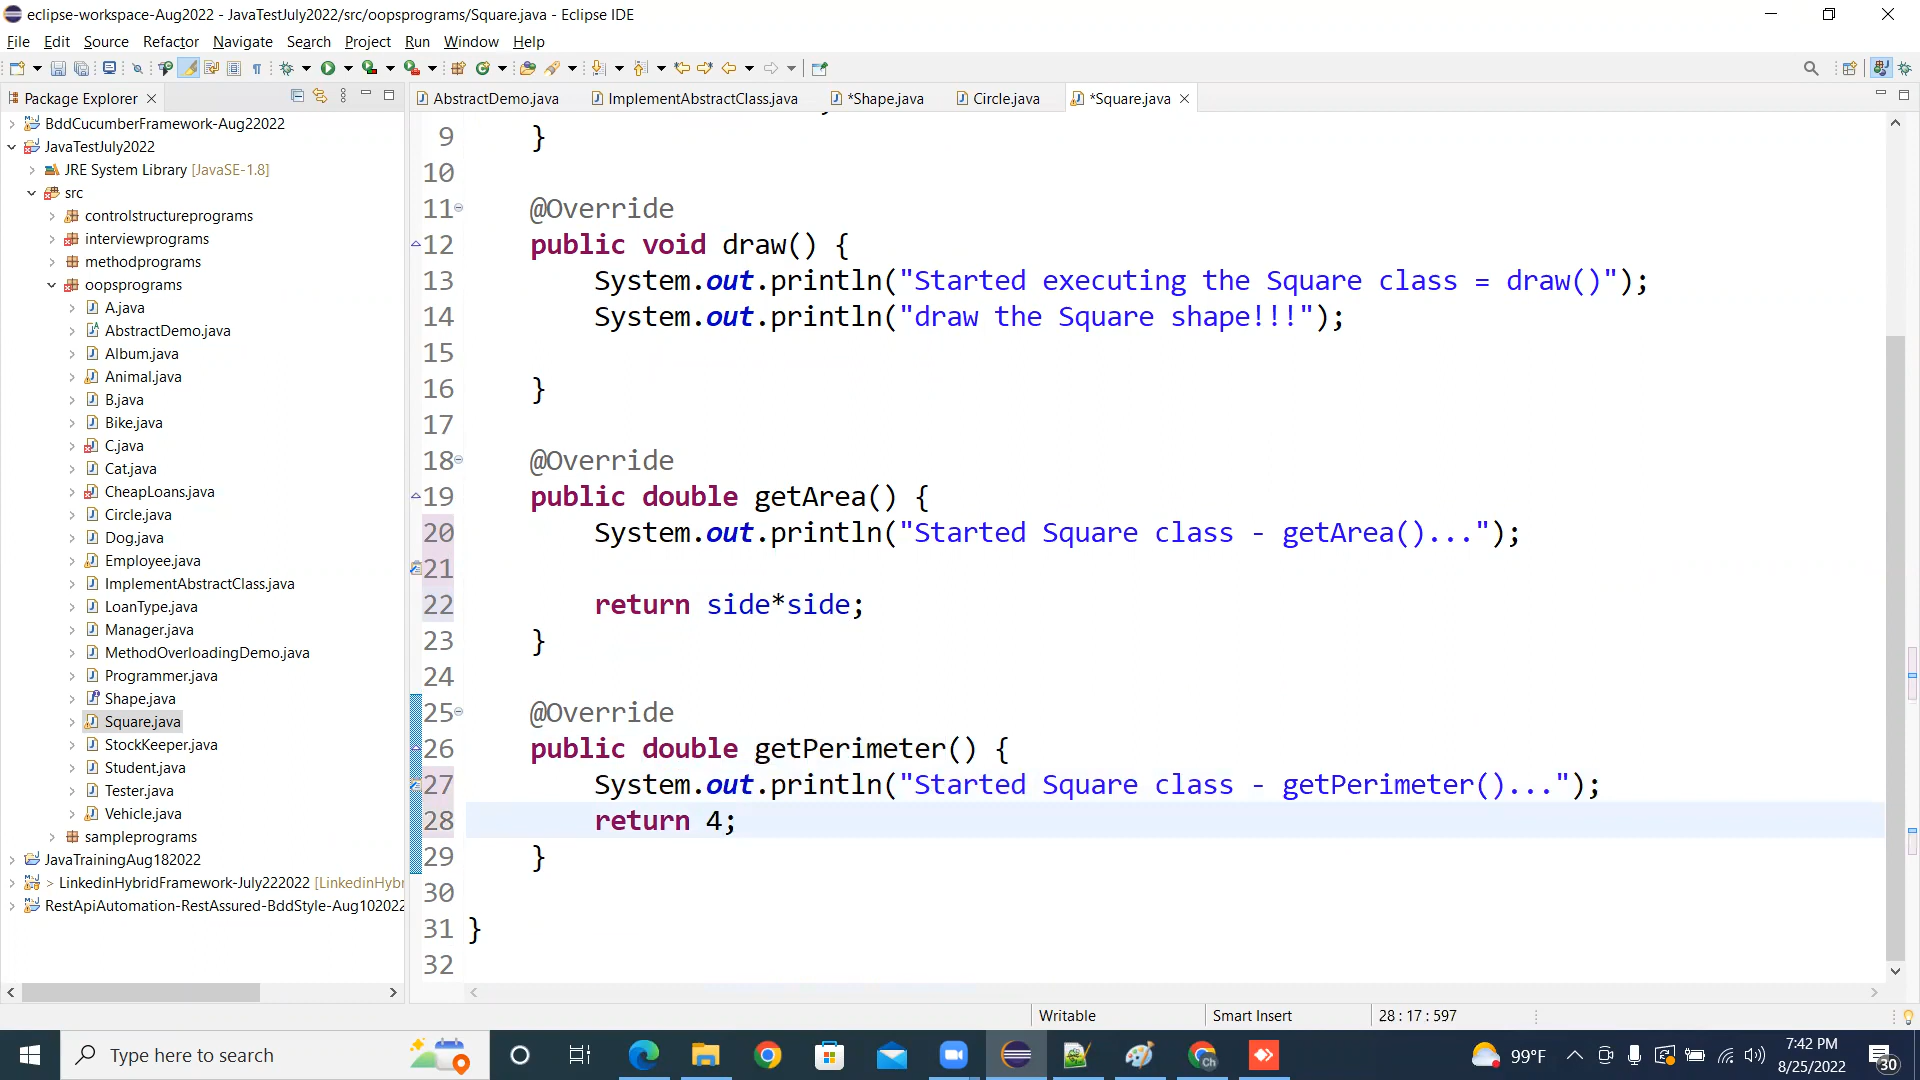 eclipse-workspace-Aug2022 - JavaTestJuly2022/src/oopsprograms/Square.java - Eclipse IDE
File Edit Source Refactor Navigate Search Project Run Window Help
Package Explorer
BddCucumberFramework-Aug22022
JavaTestJuly2022
JRE System Library [JavaSE-1.8]
src
controlstructureprograms
interviewprograms
methodprograms
oopsprograms
A.java
AbstractDemo.java
Album.java
Animal.java
B.java
Bike.java
C.java
Cat.java
CheapLoans.java
Circle.java
Dog.java
Employee.java
ImplementAbstractClass.java
LoanType.java
Manager.java
MethodOverloadingDemo.java
Programmer.java
Shape.java
Square.java
StockKeeper.java
Student.java
Tester.java
Vehicle.java
sampleprograms
JavaTrainingAug182022
> LinkedinHybridFramework-July222022 [LinkedinHybr
RestApiAutomation-RestAssured-BddStyle-Aug102022
AbstractDemo.java ImplementAbstractClass.java *Shape.java Circle.java *Square.java
9 }
10
11 @Override
12 public void draw() {
13 System.out.println("Started executing the Square class = draw()");
14 System.out.println("draw the Square shape!!!");
15
16 }
17
18 @Override
19 public double getArea() {
20 System.out.println("Started Square class - getArea()...");
21
22 return side*side;
23 }
24
25 @Override
26 public double getPerimeter() {
27 System.out.println("Started Square class - getPerimeter()...");
28 return 4;
29 }
30
31 }
32
Writable Smart Insert 28 : 17 : 597
Type here to search
Ch
99°F
7:42 PM
8/25/2022
30